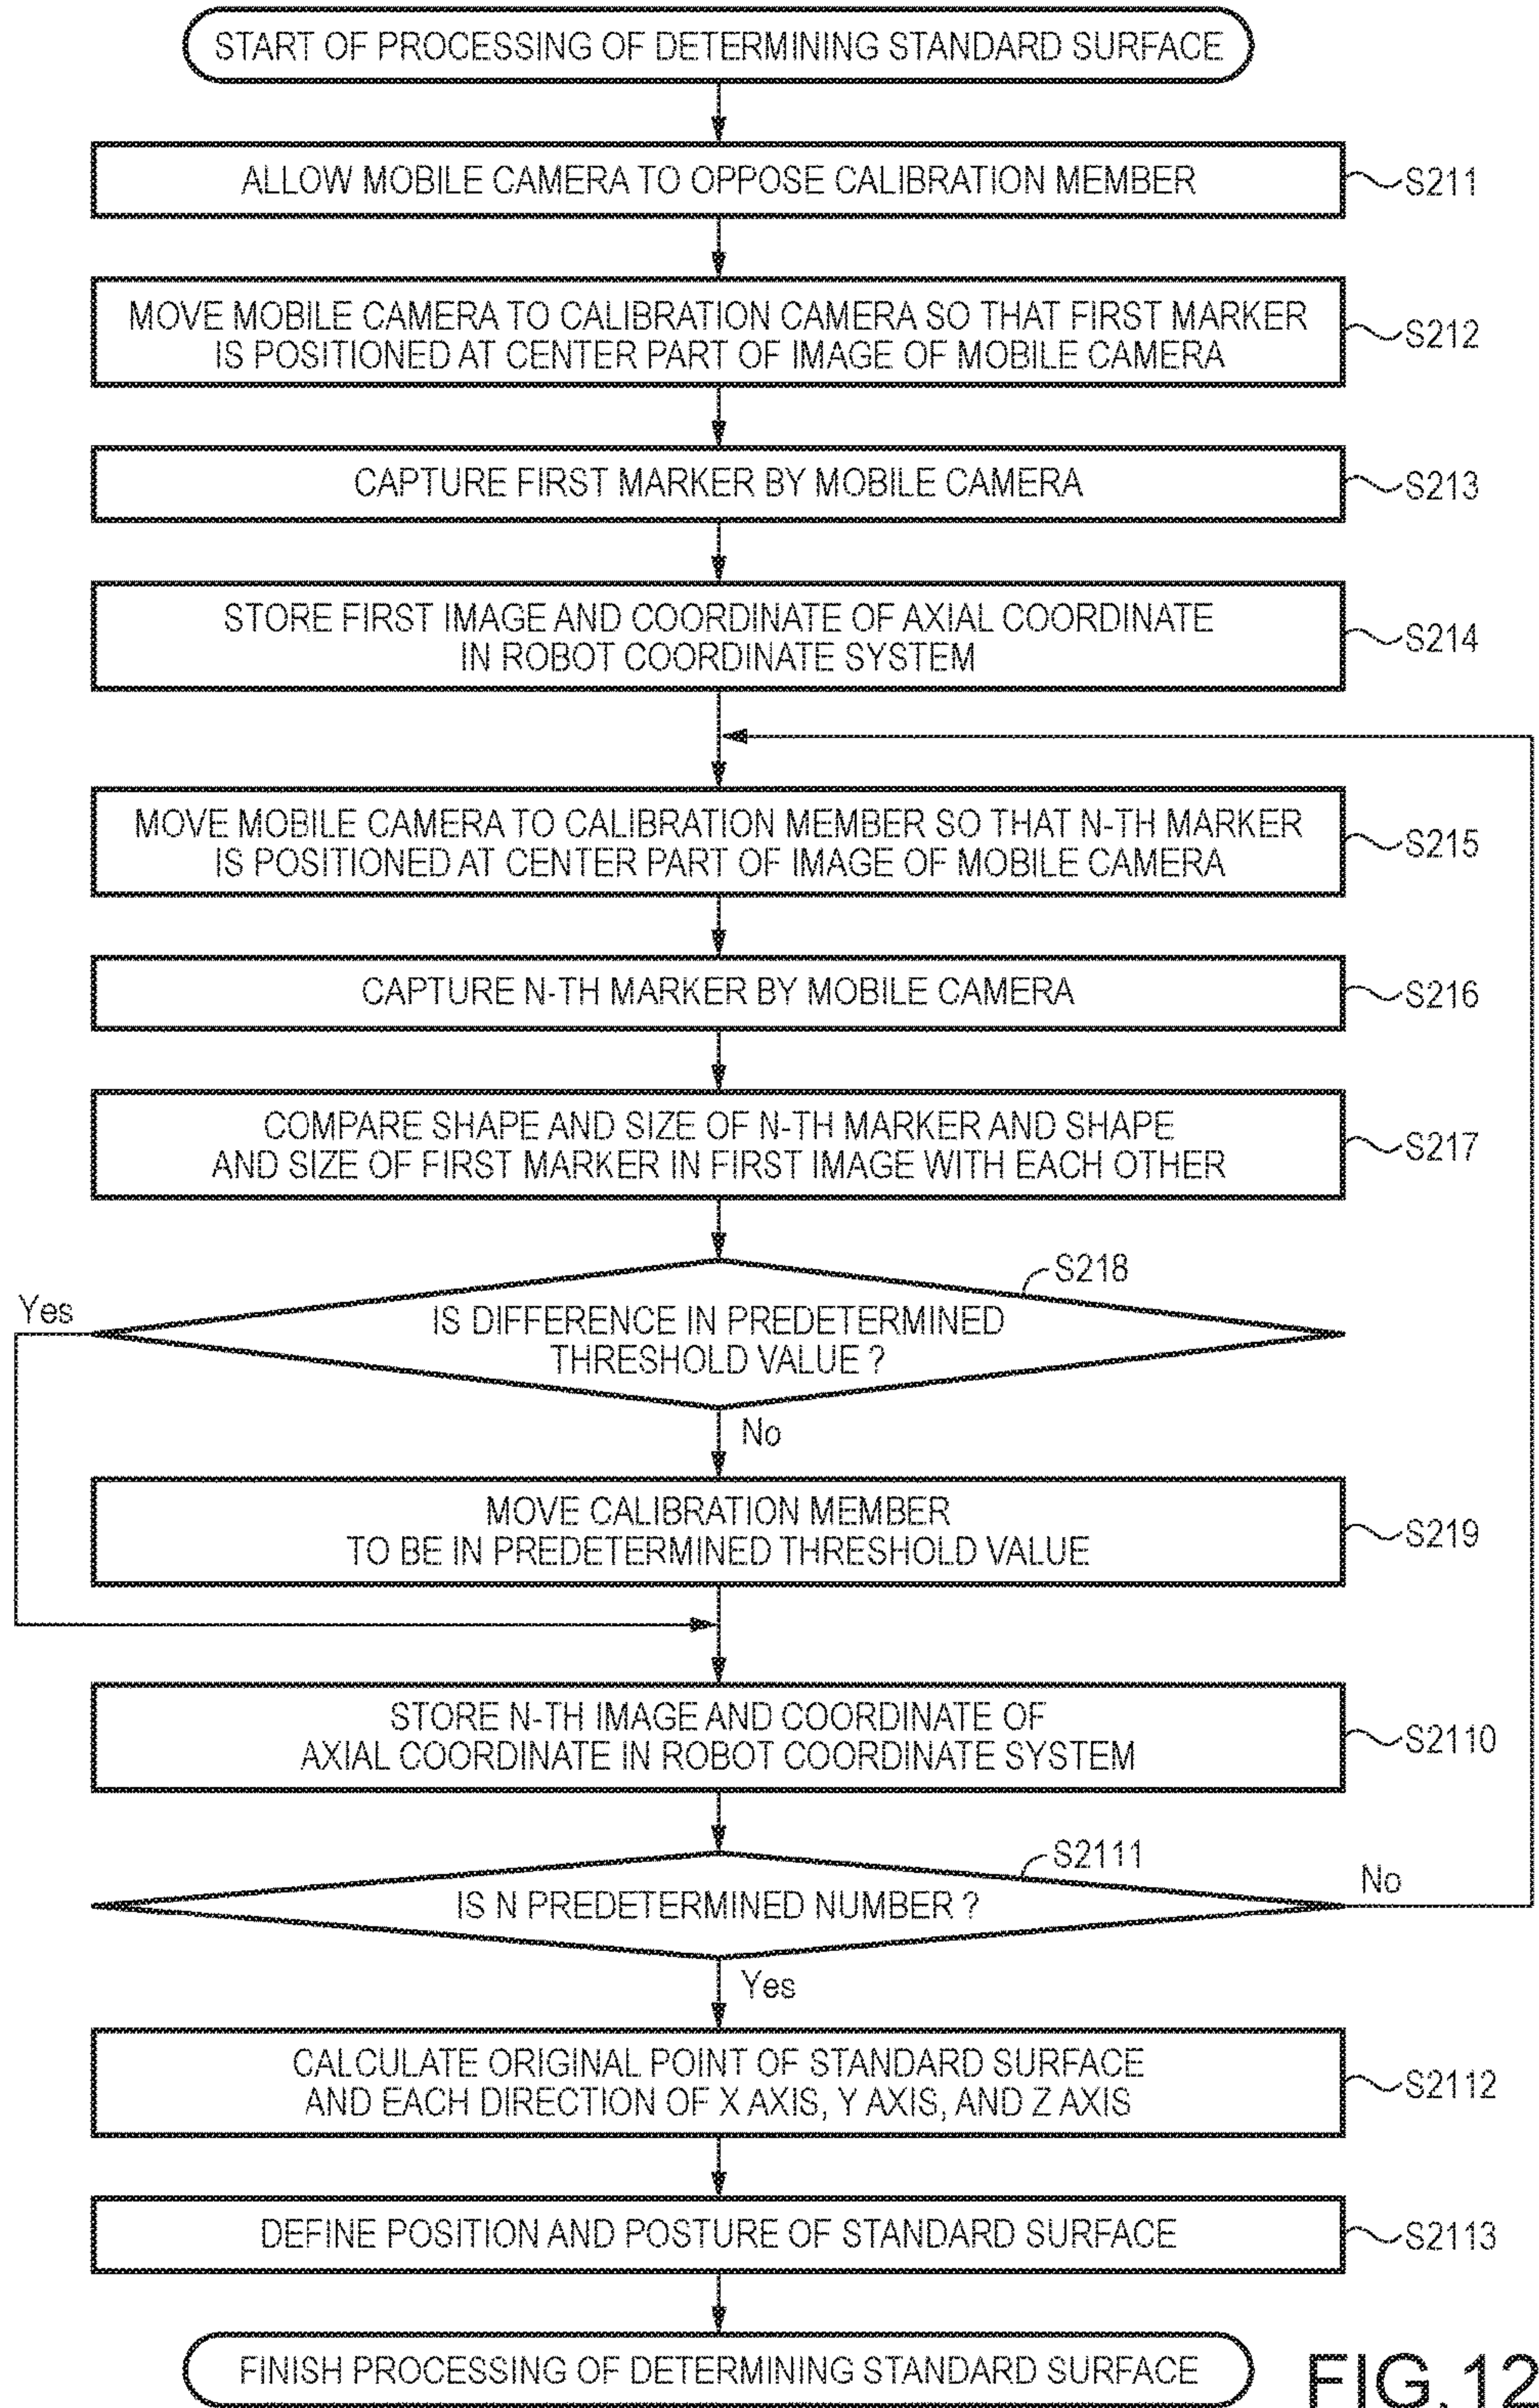 START OF PROCESSING OF DETERMINING STANDARD SURFACE
ALLOW MOBILE CAMERA TO OPPOSE CALIBRATION MEMBER
S211
MOVE MOBILE CAMERA TO CALIBRATION CAMERA SO THAT FIRST MARKER
IS POSITIONED AT CENTER PART OF IMAGE OF MOBILE CAMERA
S212
CAPTURE FIRST MARKER BY MOBILE CAMERA
S213
STORE FIRST IMAGE AND COORDINATE OF AXIAL COORDINATE
IN ROBOT COORDINATE SYSTEM
S214
MOVE MOBILE CAMERA TO CALIBRATION MEMBER SO THAT N-TH MARKER
IS POSITIONED AT CENTER PART OF IMAGE OF MOBILE CAMERA
S215
CAPTURE N-TH MARKER BY MOBILE CAMERA
S216
COMPARE SHAPE AND SIZE OF N-TH MARKER AND SHAPE
AND SIZE OF FIRST MARKER IN FIRST IMAGE WITH EACH OTHER
S217
S218
Yes
IS DIFFERENCE IN PREDETERMINED
THRESHOLD VALUE ?
No
MOVE CALIBRATION MEMBER
TO BE IN PREDETERMINED THRESHOLD VALUE
S219
STORE N-TH IMAGE AND COORDINATE OF
AXIAL COORDINATE IN ROBOT COORDINATE SYSTEM
S2110
S2111
No
IS N PREDETERMINED NUMBER ?
Yes
CALCULATE ORIGINAL POINT OF STANDARD SURFACE
AND EACH DIRECTION OF X AXIS, Y AXIS, AND Z AXIS
S2112
DEFINE POSITION AND POSTURE OF STANDARD SURFACE
S2113
FINISH PROCESSING OF DETERMINING STANDARD SURFACE
FIG.12